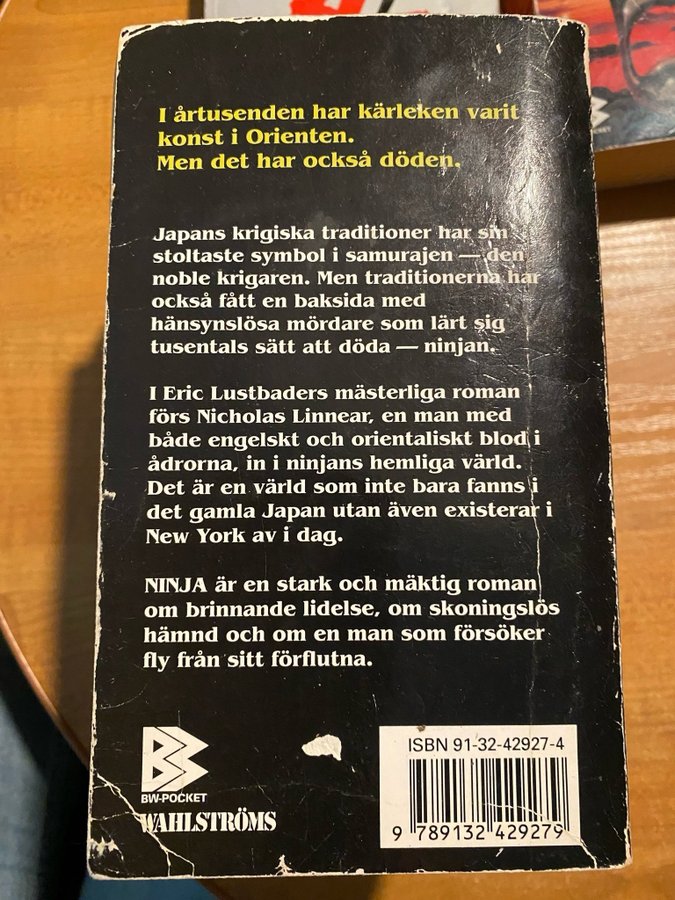 I årtusenden har kärleken varit
konst i Orienten.
Men det har också döden.
Japans krigiska traditioner har sin
stoltaste symbol i samurajen — den
noble krigaren. Men traditionerna har
också fått en baksida med
hänsynslösa mördare som lärt sig
tusentals sätt att döda — ninjan.
I Eric Lustbaders mästerliga roman
förs Nicholas Linnear, en man med
både engelskt och orientaliskt blod i
ådrorna, in i ninjans hemliga värld.
Det är en värld som inte bara fanns i
det gamla Japan utan även existerar i
New York av i dag.
NINJA är en stark och mäktig roman
om brinnande lidelse, om skoningslös
hämnd och om en man som försöker
fly från sitt förflutna.
BW-POCKET
WAHLSTRÖMS
ISBN 91-32-42927-4
9 789132 429279
POCKET